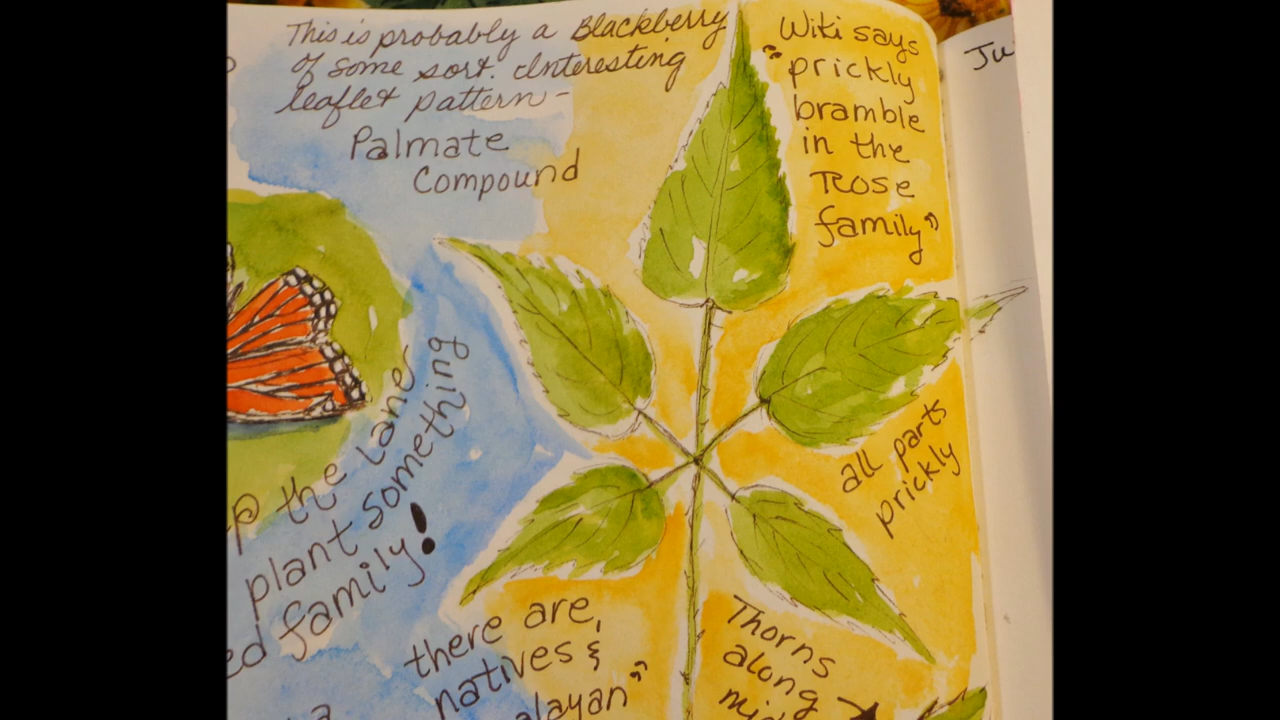 This is probably a Blackberry
of some sort. Interesting
leaflet pattern -
Palmate
Compound
Wiki says
"prickly
bramble
in the
Rose
family"
Ju
the lane
plant something
family!
all parts
prickly
there are,
natives &
Thorns
along